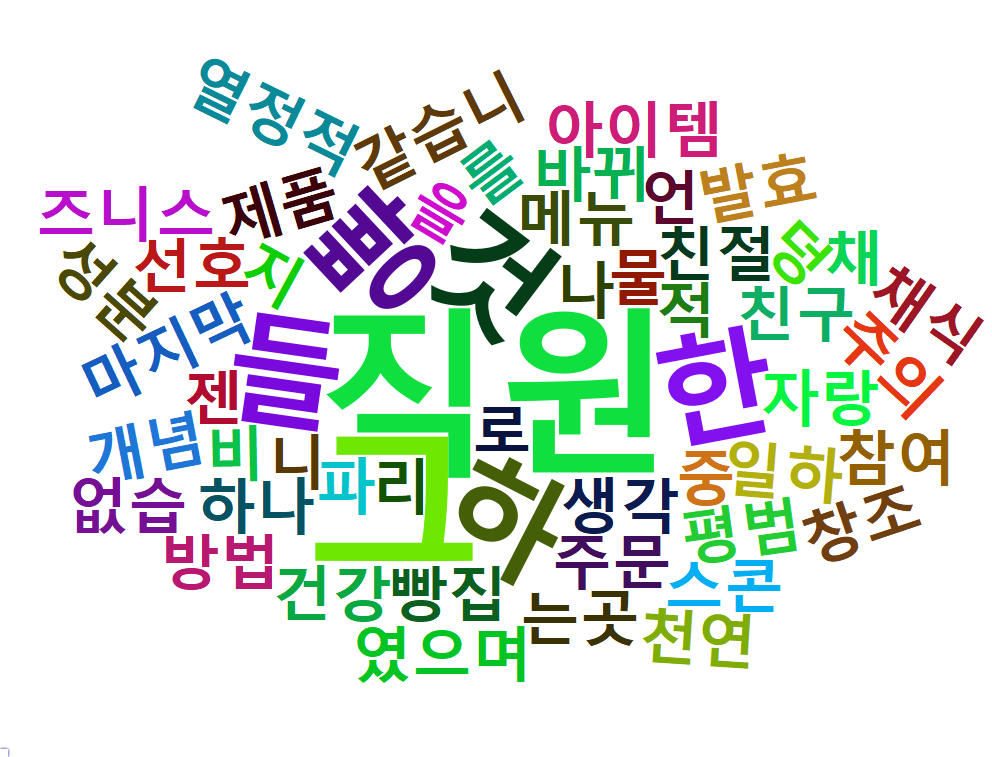 열정적
같습니
아이템
를
바뀌
즈니스
제품
을
메뉴
언
발효
성분
선호
지
빵
것
나
물
친절
적
덩
채
마지막
친구
채식
주의
젠
들
직원
한
자랑
개념
비
니
그
로
파
리
하
중
일하
참여
없습
하나
생각
평범
창조
방법
주문
건강
빵집
스콘
는곳
천연
였으며